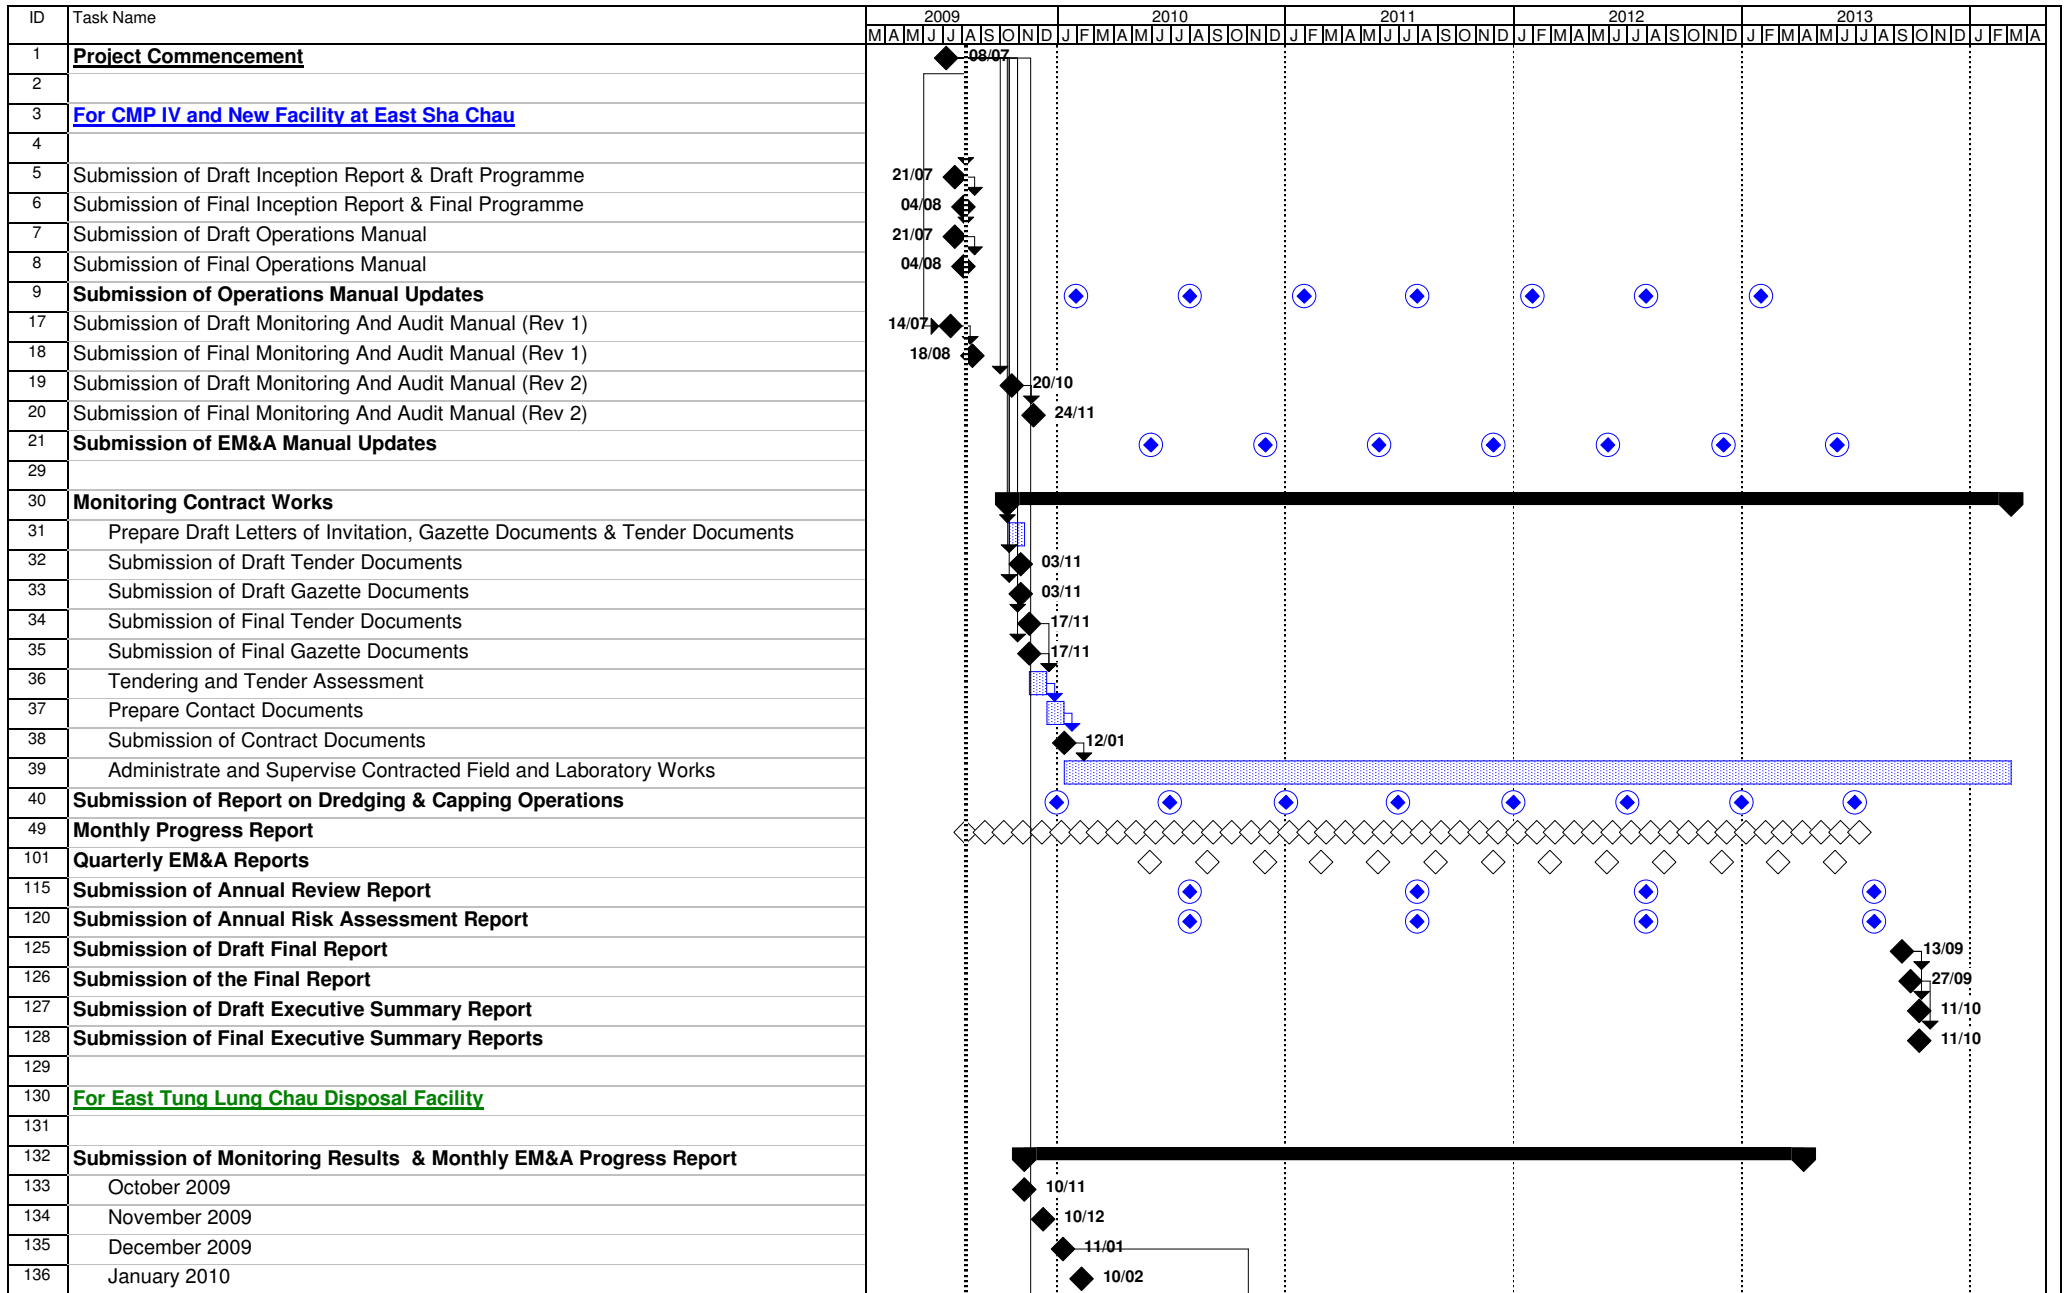 ID Task Name 2009 2010 2011 2012 2013
M A M J J A S O N D J F M A M J J A S O N D J F M A M J J A S O N D J F M A M J J A S O N D J F M A M J J A S O N D J F M A
1 Project Commencement 08/07
2
3 For CMP IV and New Facility at East Sha Chau
4
5 Submission of Draft Inception Report & Draft Programme 21/07
6 Submission of Final Inception Report & Final Programme 04/08
7 Submission of Draft Operations Manual 21/07
8 Submission of Final Operations Manual 04/08
9 Submission of Operations Manual Updates
17 Submission of Draft Monitoring And Audit Manual (Rev 1) 14/07
18 Submission of Final Monitoring And Audit Manual (Rev 1) 18/08
19 Submission of Draft Monitoring And Audit Manual (Rev 2) 20/10
20 Submission of Final Monitoring And Audit Manual (Rev 2) 24/11
21 Submission of EM&A Manual Updates
29
30 Monitoring Contract Works
31 Prepare Draft Letters of Invitation, Gazette Documents & Tender Documents
32 Submission of Draft Tender Documents 03/11
33 Submission of Draft Gazette Documents 03/11
34 Submission of Final Tender Documents 17/11
35 Submission of Final Gazette Documents 17/11
36 Tendering and Tender Assessment
37 Prepare Contact Documents
38 Submission of Contract Documents 12/01
39 Administrate and Supervise Contracted Field and Laboratory Works
40 Submission of Report on Dredging & Capping Operations
49 Monthly Progress Report
101 Quarterly EM&A Reports
115 Submission of Annual Review Report
120 Submission of Annual Risk Assessment Report
125 Submission of Draft Final Report 13/09
126 Submission of the Final Report 27/09
127 Submission of Draft Executive Summary Report 11/10
128 Submission of Final Executive Summary Reports 11/10
129
130 For East Tung Lung Chau Disposal Facility
131
132 Submission of Monitoring Results & Monthly EM&A Progress Report
133 October 2009 10/11
134 November 2009 10/12
135 December 2009 11/01
136 January 2010 10/02